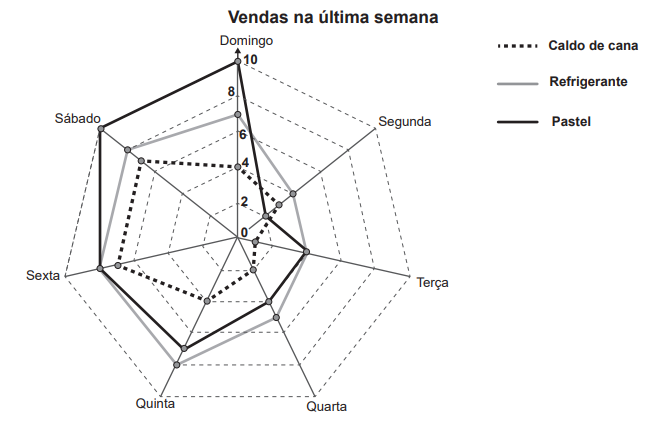 Vendas na última semana
Domingo
Caldo de cana
Refrigerante
Pastel
10
8
6
4
2
0
Sábado
Segunda
Sexta
Terça
Quinta
Quarta